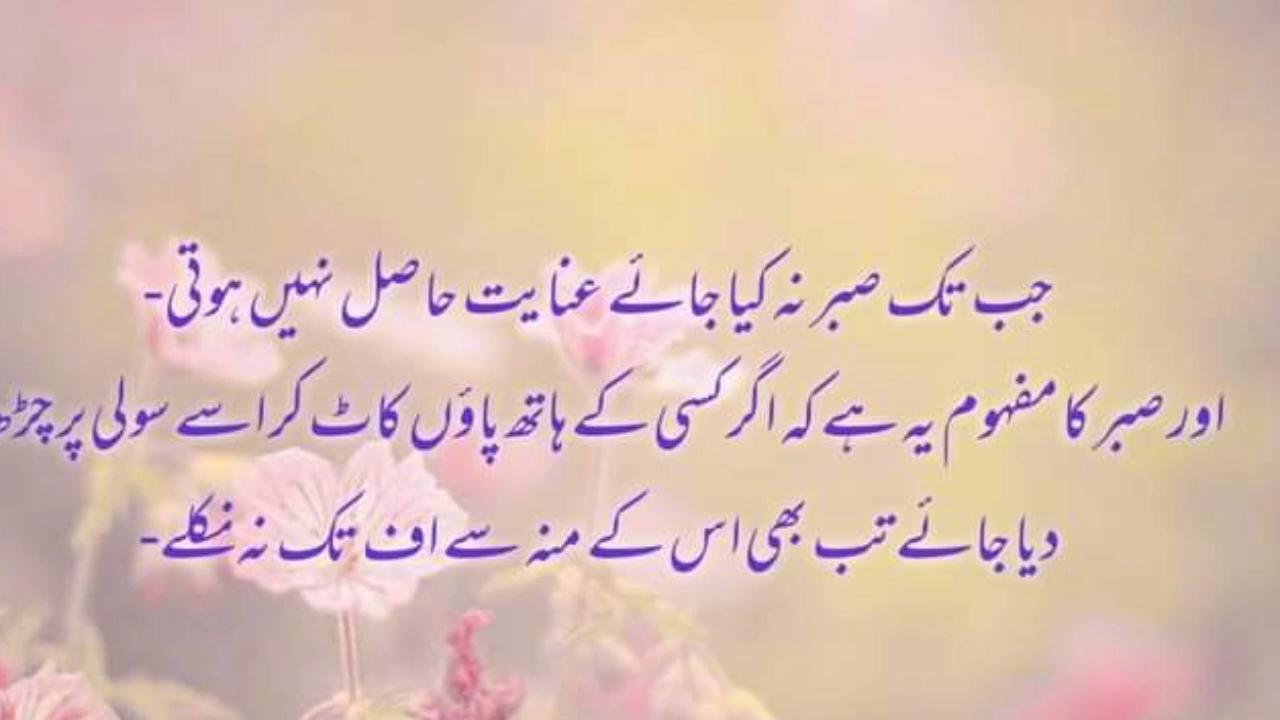 جب تک صبر نہ کیا جائے عنایت حاصل نہیں ہوتی-
اور صبر کا مفہوم یہ ہے کہ اگر کسی کے ہاتھ پاؤں کاٹ کر اسے سولی پر چڑھ
دیا جائے تب بھی اس کے منہ سے اف تک نہ نکلے-